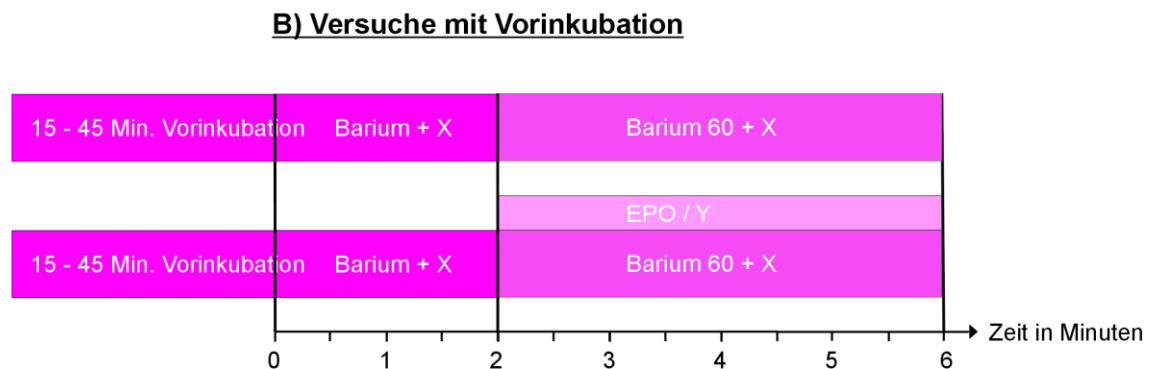 B) Versuche mit Vorinkubation
15 - 45 Min. Vorinkubation Barium + X Barium 60 + X
EPO / Y
15 - 45 Min. Vorinkubation Barium + X Barium 60 + X
Zeit in Minuten
0 1 2 3 4 5 6